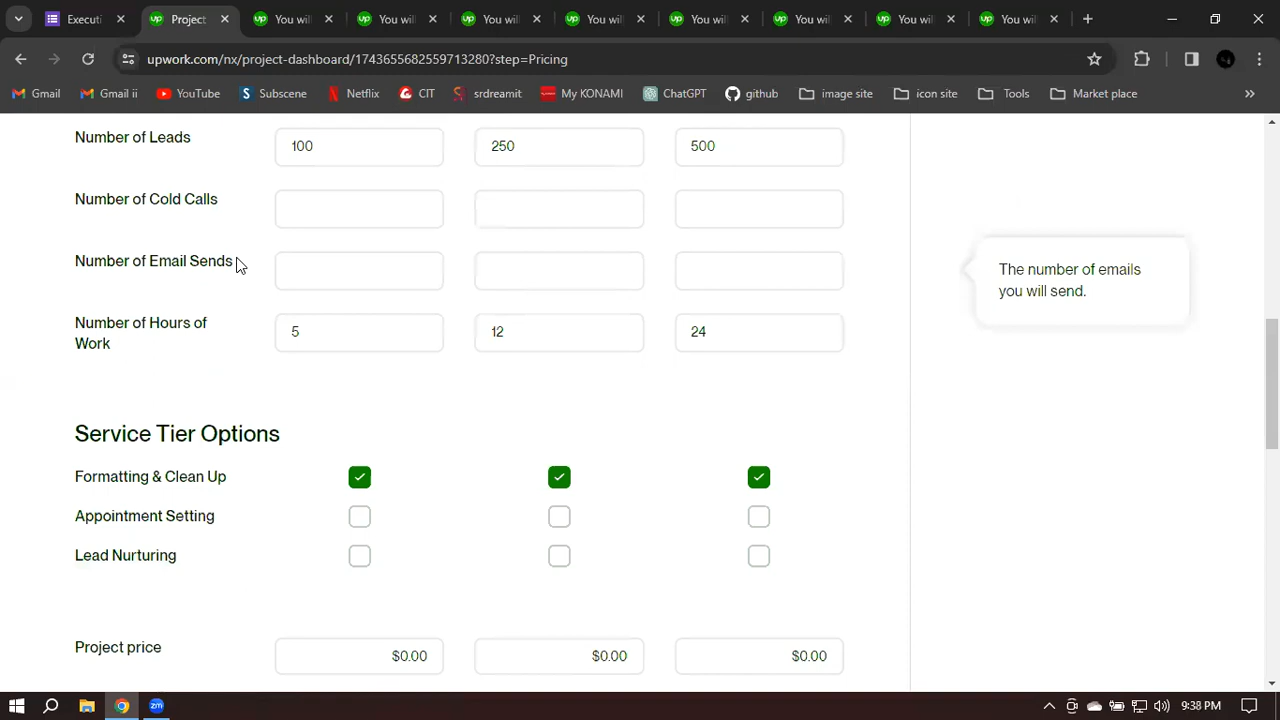 Executi
Project
You wil
You wil
You wil
You wil
You wil
You wil
You wil
You wil
upwork.com/nx/project-dashboard/1743655682559713280?step=Pricing
Gmail
Gmail ii
YouTube
Subscene
Netflix
CIT
srdreamit
My KONAMI
ChatGPT
github
image site
icon site
Tools
Market place
Number of Leads
100
250
500
Number of Cold Calls
Number of Email Sends
The number of emails
you will send.
Number of Hours of
Work
5
12
24
Service Tier Options
Formatting & Clean Up
Appointment Setting
Lead Nurturing
Project price
$0.00
$0.00
$0.00
9:38 PM